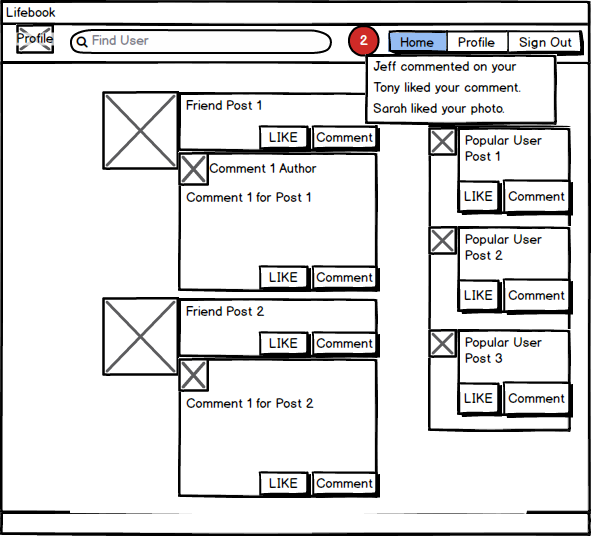 Lifebook
Profile
Find User
2
Home
Profile
Sign Out
Jeff commented on your
Tony liked your comment.
Sarah liked your photo.
Friend Post 1
LIKE
Comment
Comment 1 Author
Comment 1 for Post 1
LIKE
Comment
Friend Post 2
LIKE
Comment
Comment 1 for Post 2
LIKE
Comment
Popular User
Post 1
LIKE
Comment
Popular User
Post 2
LIKE
Comment
Popular User
Post 3
LIKE
Comment